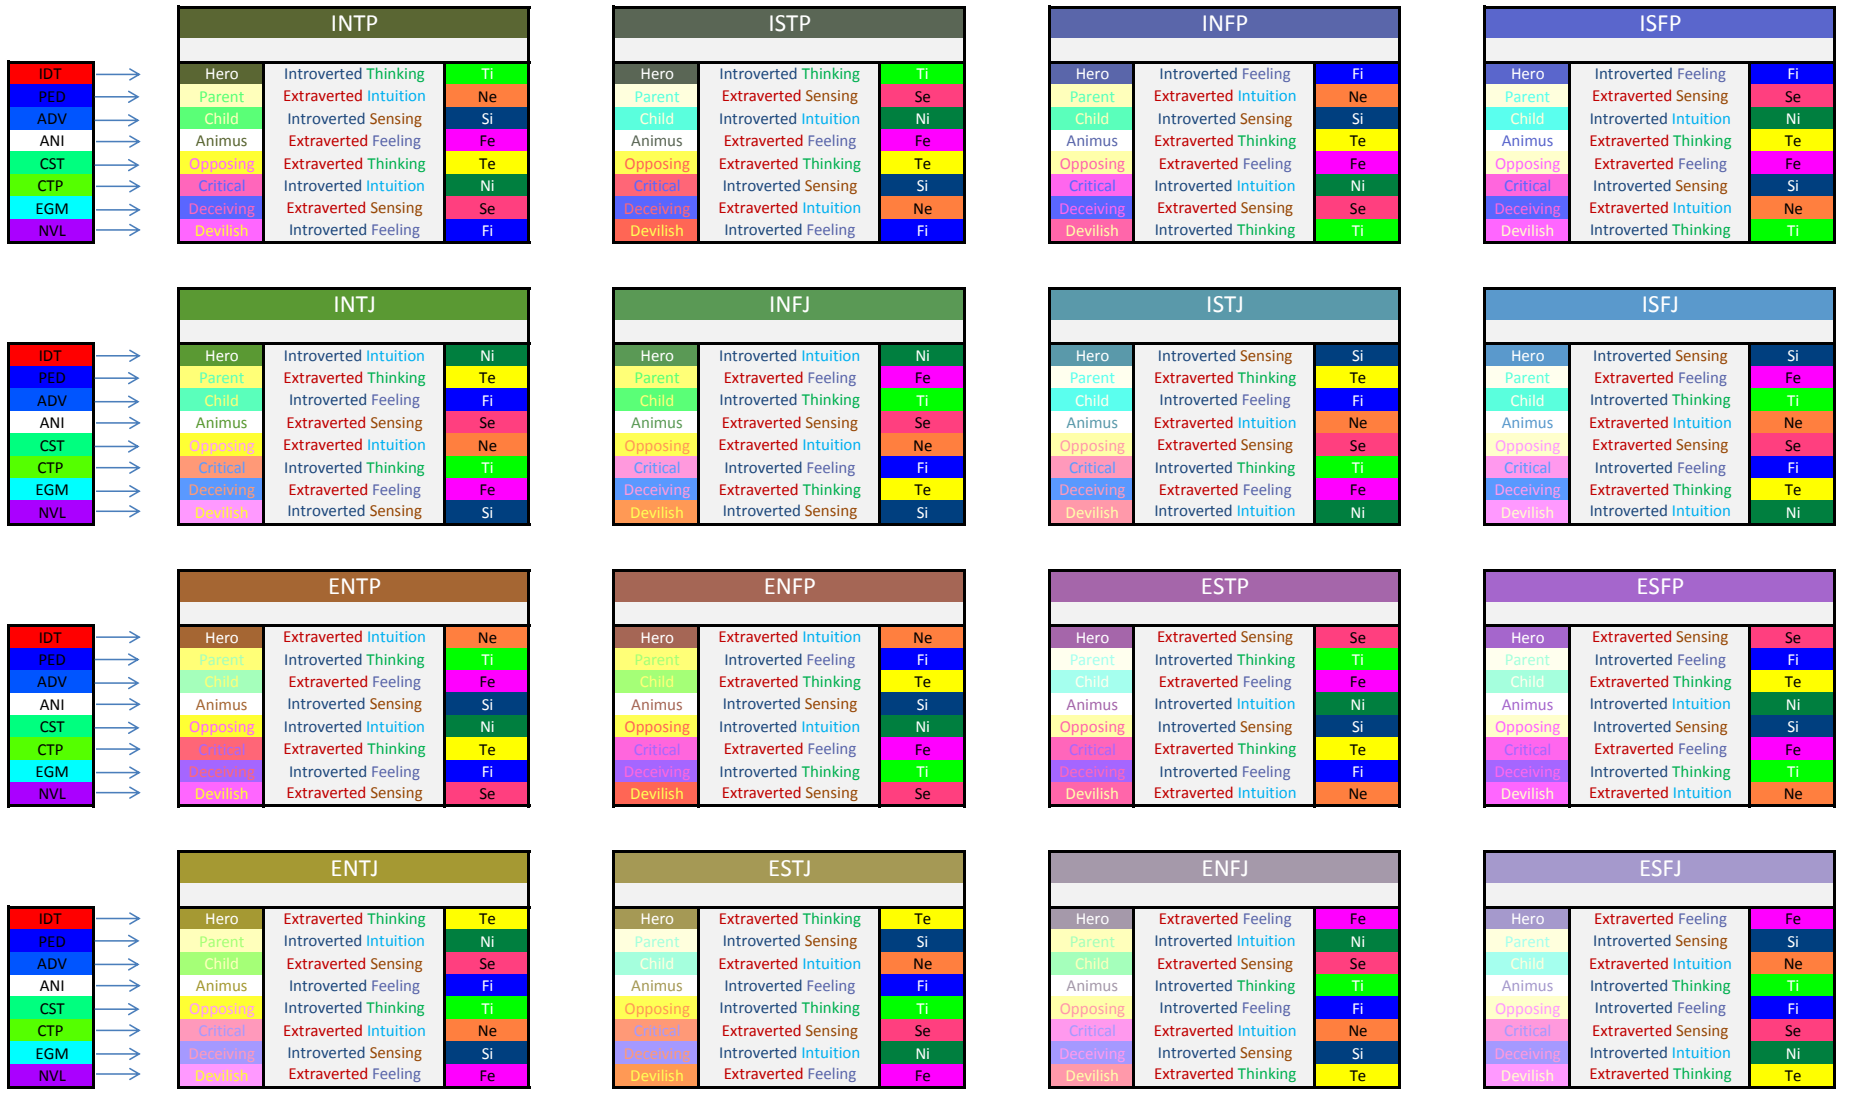 INTP ISTP INFP ISFP
IDT Hero Introverted Thinking Ti Hero Introverted Thinking Ti Hero Introverted Feeling Fi Hero Introverted Feeling Fi
PED Parent Extraverted Intuition Ne Parent Extraverted Sensing Se Parent Extraverted Intuition Ne Parent Extraverted Sensing Se
ADV Child Introverted Sensing Si Child Introverted Intuition Ni Child Introverted Sensing Si Child Introverted Intuition Ni
ANI Animus Extraverted Feeling Fe Animus Extraverted Feeling Fe Animus Extraverted Thinking Te Animus Extraverted Thinking Te
CST Opposing Extraverted Thinking Te Opposing Extraverted Thinking Te Opposing Extraverted Feeling Fe Opposing Extraverted Feeling Fe
CTP Critical Introverted Intuition Ni Critical Introverted Sensing Si Critical Introverted Intuition Ni Critical Introverted Sensing Si
EGM Deceiving Extraverted Sensing Se Deceiving Extraverted Intuition Ne Deceiving Extraverted Sensing Se Deceiving Extraverted Intuition Ne
NVL Devilish Introverted Feeling Fi Devilish Introverted Feeling Fi Devilish Introverted Thinking Ti Devilish Introverted Thinking Ti
INTJ INFJ ISTJ ISFJ
IDT Hero Introverted Intuition Ni Hero Introverted Intuition Ni Hero Introverted Sensing Si Hero Introverted Sensing Si
PED Parent Extraverted Thinking Te Parent Extraverted Feeling Fe Parent Extraverted Thinking Te Parent Extraverted Feeling Fe
ADV Child Introverted Feeling Fi Child Introverted Thinking Ti Child Introverted Feeling Fi Child Introverted Thinking Ti
ANI Animus Extraverted Sensing Se Animus Extraverted Sensing Se Animus Extraverted Intuition Ne Animus Extraverted Intuition Ne
CST Opposing Extraverted Intuition Ne Opposing Extraverted Intuition Ne Opposing Extraverted Sensing Se Opposing Extraverted Sensing Se
CTP Critical Introverted Thinking Ti Critical Introverted Feeling Fi Critical Introverted Thinking Ti Critical Introverted Feeling Fi
EGM Deceiving Extraverted Feeling Fe Deceiving Extraverted Thinking Te Deceiving Extraverted Feeling Fe Deceiving Extraverted Thinking Te
NVL Devilish Introverted Sensing Si Devilish Introverted Sensing Si Devilish Introverted Intuition Ni Devilish Introverted Intuition Ni
ENTP ENFP ESTP ESFP
IDT Hero Extraverted Intuition Ne Hero Extraverted Intuition Ne Hero Extraverted Sensing Se Hero Extraverted Sensing Se
PED Parent Introverted Thinking Ti Parent Introverted Feeling Fi Parent Introverted Thinking Ti Parent Introverted Feeling Fi
ADV Child Extraverted Feeling Fe Child Extraverted Thinking Te Child Extraverted Feeling Fe Child Extraverted Thinking Te
ANI Animus Introverted Sensing Si Animus Introverted Sensing Si Animus Introverted Intuition Ni Animus Introverted Intuition Ni
CST Opposing Introverted Intuition Ni Opposing Introverted Intuition Ni Opposing Introverted Sensing Si Opposing Introverted Sensing Si
CTP Critical Extraverted Thinking Te Critical Extraverted Feeling Fe Critical Extraverted Thinking Te Critical Extraverted Feeling Fe
EGM Deceiving Introverted Feeling Fi Deceiving Introverted Thinking Ti Deceiving Introverted Feeling Fi Deceiving Introverted Thinking Ti
NVL Devilish Extraverted Sensing Se Devilish Extraverted Sensing Se Devilish Extraverted Intuition Ne Devilish Extraverted Intuition Ne
ENTJ ESTJ ENFJ ESFJ
IDT Hero Extraverted Thinking Te Hero Extraverted Thinking Te Hero Extraverted Feeling Fe Hero Extraverted Feeling Fe
PED Parent Introverted Intuition Ni Parent Introverted Sensing Si Parent Introverted Intuition Ni Parent Introverted Sensing Si
ADV Child Extraverted Sensing Se Child Extraverted Intuition Ne Child Extraverted Sensing Se Child Extraverted Intuition Ne
ANI Animus Introverted Feeling Fi Animus Introverted Feeling Fi Animus Introverted Thinking Ti Animus Introverted Thinking Ti
CST Opposing Introverted Thinking Ti Opposing Introverted Thinking Ti Opposing Introverted Feeling Fi Opposing Introverted Feeling Fi
CTP Critical Extraverted Intuition Ne Critical Extraverted Sensing Se Critical Extraverted Intuition Ne Critical Extraverted Sensing Se
EGM Deceiving Introverted Sensing Si Deceiving Introverted Intuition Ni Deceiving Introverted Sensing Si Deceiving Introverted Intuition Ni
NVL Devilish Extraverted Feeling Fe Devilish Extraverted Feeling Fe Devilish Extraverted Thinking Te Devilish Extraverted Thinking Te